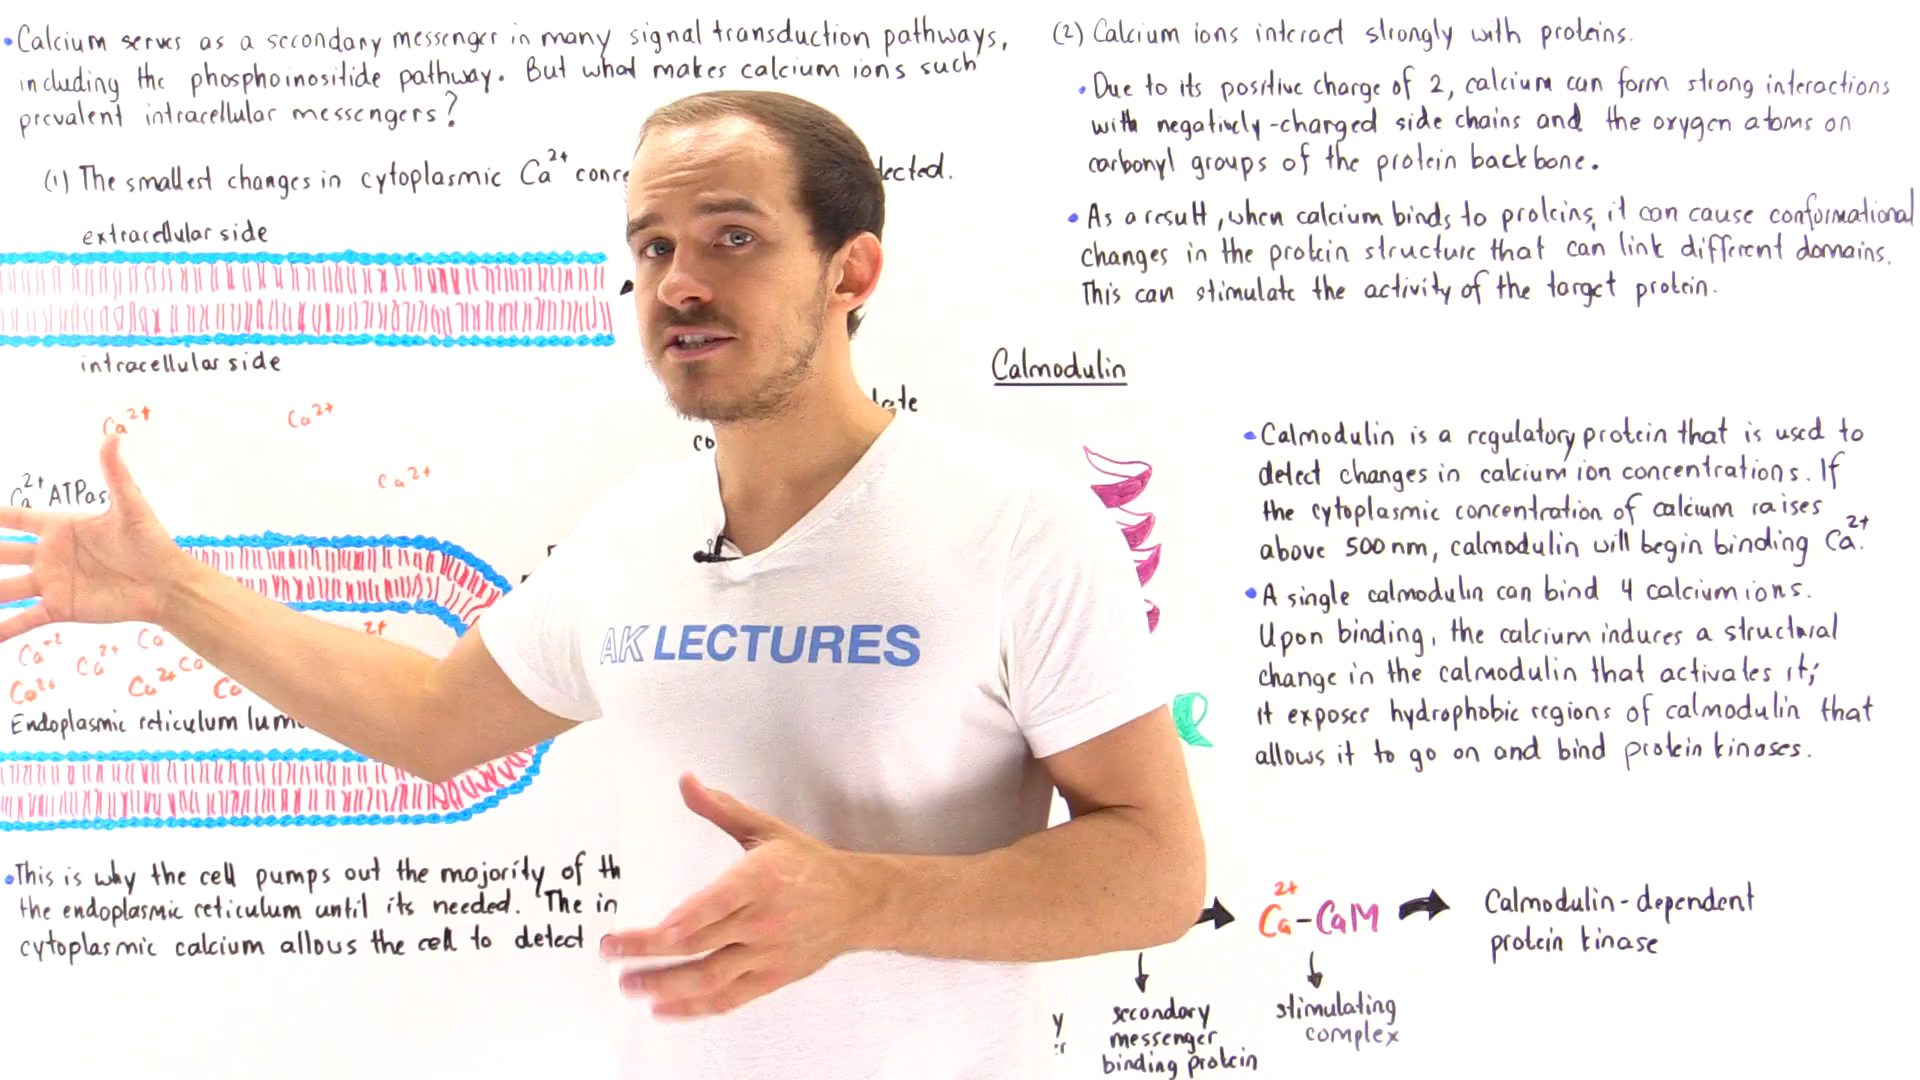 • Calcium serves as a secondary messenger in many signal transduction pathways,
including the phosphoinositide pathway. But what makes calcium ions such
prevalent intracellular messengers?
(1) The smallest changes in cytoplasmic Ca²⁺
extracellular side
intracellular side
Ca²⁺ Ca²⁺
Ca²⁺
Ca²⁺
Ca⁺² Ca²⁺ Ca
Ca²⁺ Ca²⁺ Ca
2+
Endoplasmic reticulum
• This is why the cell pumps out the majority of
the endoplasmic reticulum until its needed. The
cytoplasmic calcium allows the cell to detect
AK LECTURES
(2) Calcium ions interact strongly with proteins.
• Due to its positive charge of 2, calcium can form strong interactions
with negatively-charged side chains and the oxygen atoms on
carbonyl groups of the protein backbone.
• As a result, when calcium binds to proteins, it can cause conformational
changes in the protein structure that can link different domains.
This can stimulate the activity of the target protein.
Calmodulin
• Calmodulin is a regulatory protein that is used to
detect changes in calcium ion concentrations. If
the cytoplasmic concentration of calcium raises
above 500nm, calmodulin will begin binding Ca²⁺.
• A single calmodulin can bind 4 calcium ions.
Upon binding, the calcium induces a structural
change in the calmodulin that activates it;
it exposes hydrophobic regions of calmodulin that
allows it to go on and bind protein kinases.
Ca²⁺-CaM
Calmodulin-dependent
protein kinase
secondary
messenger
binding protein
stimulating
complex